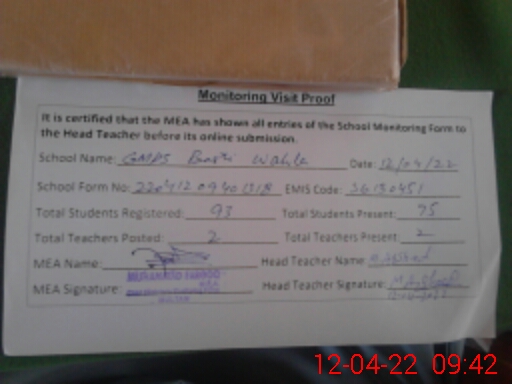 Monitoring Visit Proof
It is certified that the MEA has shown all entries of the School Monitoring Form to
the Head Teacher before its online submission.
School Name: GMPS Basti Wahla Date: 12/04/22
School Form No: EMIS Code: 36130451
Total Students Registered: 93 Total Students Present: 75
Total Teachers Posted: 2 Total Teachers Present: 2
MEA Name: Head Teacher Name:
MEA Signature: Head Teacher Signature:
MULTAN
12-04-22 09:42